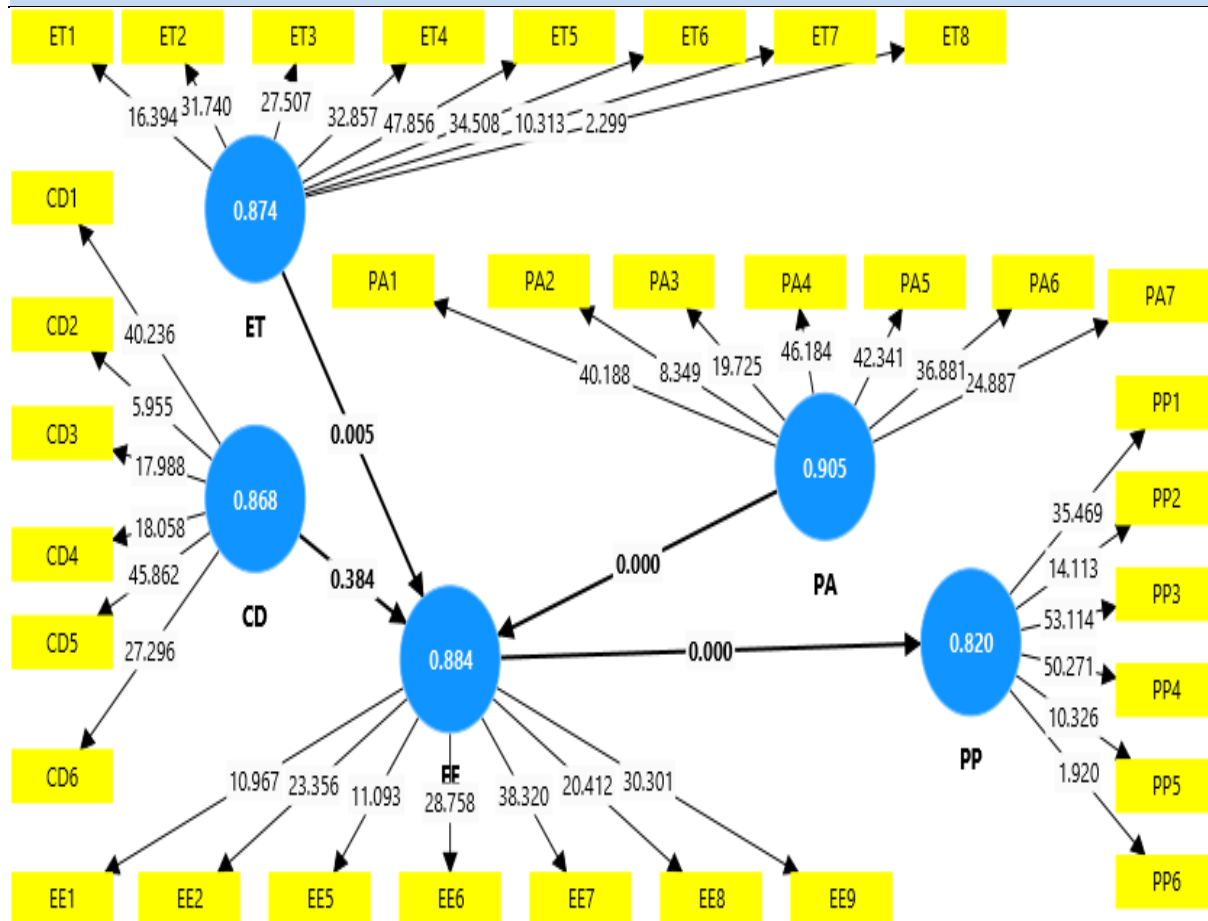 ET1 ET2 ET3 ET4 ET5 ET6 ET7 ET8
16.394 31.740 27.507 32.857 47.856 34.508 10.313 2.299
CD1
0.874
PA1 PA2 PA3 PA4 PA5 PA6 PA7
CD2
ET
40.236
40.188 8.349 19.725 46.184 42.341 36.881 24.887
5.955
PP1
CD3
0.005
17.988
0.905
0.868
PP2
35.469
18.058
14.113
CD4
45.862
0.384
0.000
PA
PP3
CD
53.114
CD5
27.296
0.884
0.000
0.820
50.271
PP4
10.326
EE
PP
1.920
PP5
CD6
10.967 23.356 11.093 28.758 38.320 20.412 30.301
PP6
EE1 EE2 EE5 EE6 EE7 EE8 EE9